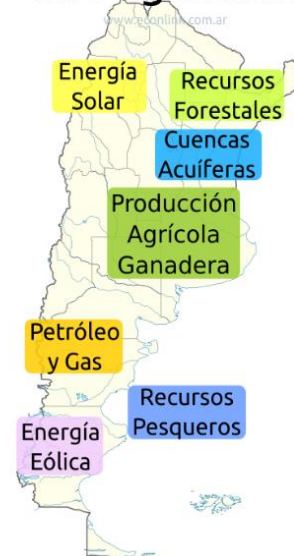 www.econlink.com.ar
Energía
Solar
Recursos
Forestales
Cuencas
Acuíferas
Producción
Agrícola
Ganadera
Petróleo
y Gas
Recursos
Pesqueros
Energía
Eólica